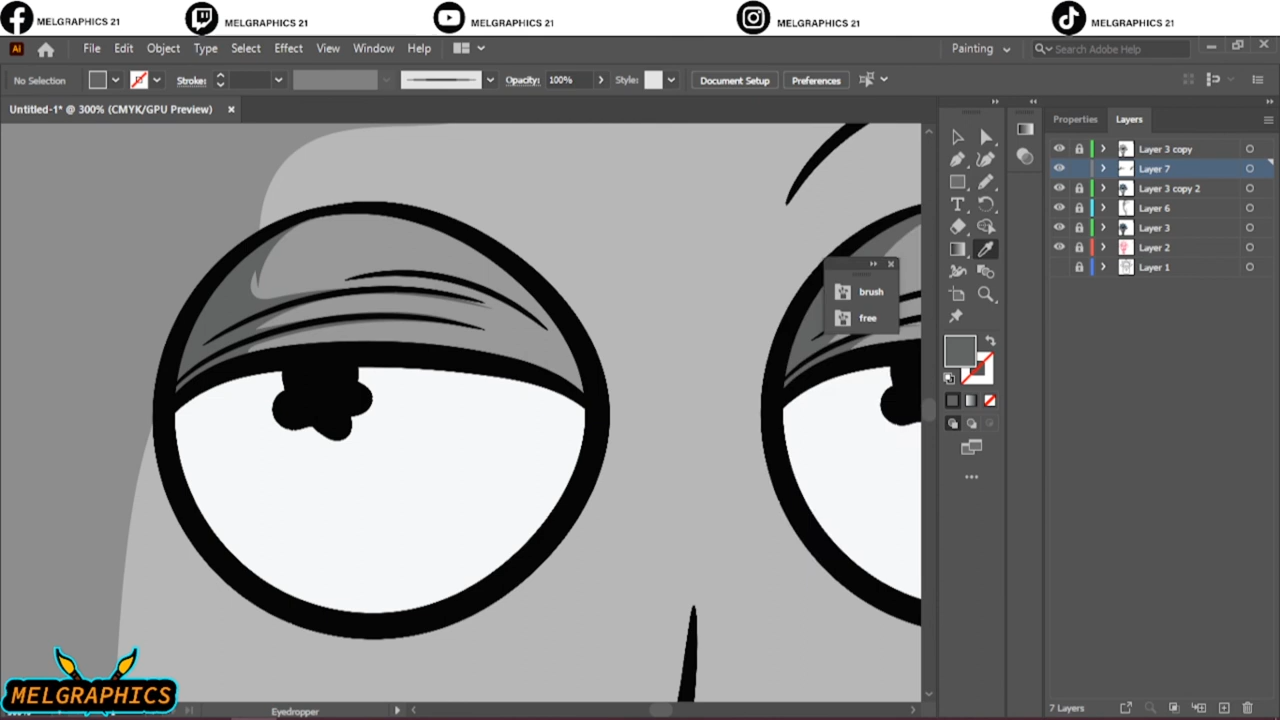 MELGRAPHICS 21 MELGRAPHICS 21 MELGRAPHICS 21 MELGRAPHICS 21 MELGRAPHICS 21
Ai File Edit Object Type Select Effect View Window Help Painting Search Adobe Help
No Selection Stroke: Opacity: 100% Style: Document Setup Preferences
Untitled-1* @ 300% (CMYK/GPU Preview)
Properties Layers
Layer 3 copy
Layer 7
Layer 3 copy 2
Layer 6
Layer 3
Layer 2
Layer 1
brush
free
MELGRAPHICS
Eyedropper
7 Layers